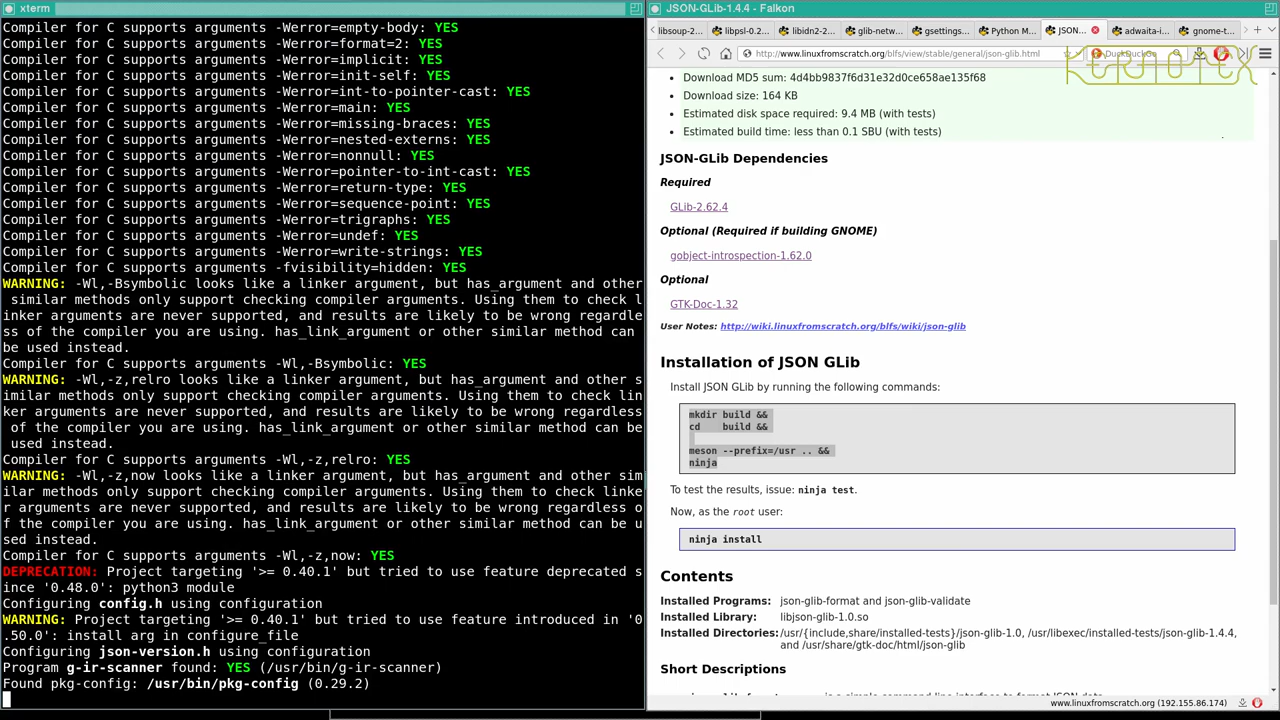 xterm
Compiler for C supports arguments -Werror=empty-body: YES
Compiler for C supports arguments -Werror=format=2: YES
Compiler for C supports arguments -Werror=implicit: YES
Compiler for C supports arguments -Werror=init-self: YES
Compiler for C supports arguments -Werror=int-to-pointer-cast: YES
Compiler for C supports arguments -Werror=main: YES
Compiler for C supports arguments -Werror=missing-braces: YES
Compiler for C supports arguments -Werror=nested-externs: YES
Compiler for C supports arguments -Werror=nonnull: YES
Compiler for C supports arguments -Werror=pointer-to-int-cast: YES
Compiler for C supports arguments -Werror=return-type: YES
Compiler for C supports arguments -Werror=sequence-point: YES
Compiler for C supports arguments -Werror=trigraphs: YES
Compiler for C supports arguments -Werror=undef: YES
Compiler for C supports arguments -Werror=write-strings: YES
Compiler for C supports arguments -fvisibility=hidden: YES
WARNING: -Wl,-Bsymbolic looks like a linker argument, but has_argument and other
 similar methods only support checking compiler arguments. Using them to check l
inker arguments are never supported, and results are likely to be wrong regardle
ss of the compiler you are using. has_link_argument or other similar method can
be used instead.
Compiler for C supports arguments -Wl,-Bsymbolic: YES
WARNING: -Wl,-z,relro looks like a linker argument, but has_argument and other s
imilar methods only support checking compiler arguments. Using them to check lin
ker arguments are never supported, and results are likely to be wrong regardless
 of the compiler you are using. has_link_argument or other similar method can be
 used instead.
Compiler for C supports arguments -Wl,-z,relro: YES
WARNING: -Wl,-z,now looks like a linker argument, but has_argument and other sim
ilar methods only support checking compiler arguments. Using them to check linke
r arguments are never supported, and results are likely to be wrong regardless o
f the compiler you are using. has_link_argument or other similar method can be u
sed instead.
Compiler for C supports arguments -Wl,-z,now: YES
DEPRECATION: Project targeting '>= 0.40.1' but tried to use feature deprecated s
ince '0.48.0': python3 module
Configuring config.h using configuration
WARNING: Project targeting '>= 0.40.1' but tried to use feature introduced in '0
.50.0': install arg in configure_file
Configuring json-version.h using configuration
Program g-ir-scanner found: YES (/usr/bin/g-ir-scanner)
Found pkg-config: /usr/bin/pkg-config (0.29.2)
JSON-GLib-1.4.4 - Falkon
libsoup-2... libpsl-0.2... libidn2-2... glib-netw... gsettings... Python M... JSON... adwaita-i... gnome-t...
http://www.linuxfromscratch.org/blfs/view/stable/general/json-glib.html DuckDuckGo
KERNOTEX
Download MD5 sum: 4d4bb9837f6d31e32d0ce658ae135f68
Download size: 164 KB
Estimated disk space required: 9.4 MB (with tests)
Estimated build time: less than 0.1 SBU (with tests)
JSON-GLib Dependencies
Required
GLib-2.62.4
Optional (Required if building GNOME)
gobject-introspection-1.62.0
Optional
GTK-Doc-1.32
User Notes: http://wiki.linuxfromscratch.org/blfs/wiki/json-glib
Installation of JSON GLib
Install JSON GLib by running the following commands:
mkdir build &&
cd    build &&
meson --prefix=/usr .. &&
ninja
To test the results, issue: ninja test.
Now, as the root user:
ninja install
Contents
Installed Programs: json-glib-format and json-glib-validate
Installed Library: libjson-glib-1.0.so
Installed Directories: /usr/{include,share/installed-tests}/json-glib-1.0, /usr/libexec/installed-tests/json-glib-1.4.4,
and /usr/share/gtk-doc/html/json-glib
Short Descriptions
www.linuxfromscratch.org (192.155.86.174)